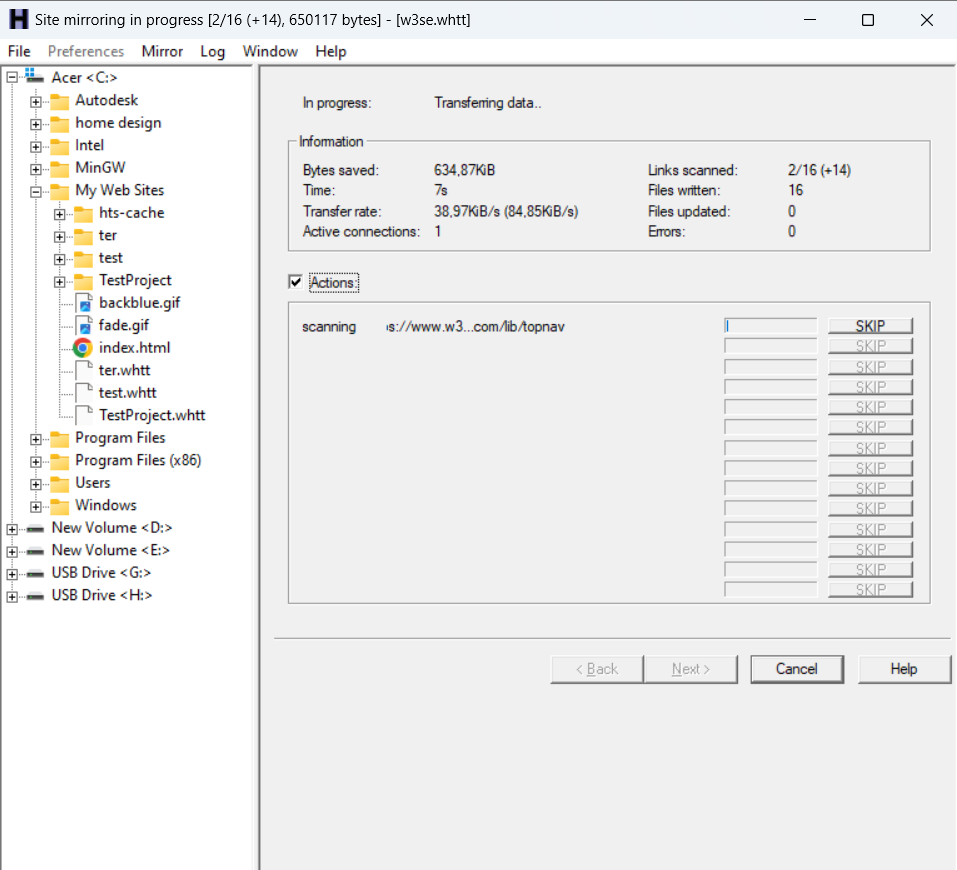 Site mirroring in progress [2/16 (+14), 650117 bytes] - [w3se.whtt]
File Preferences Mirror Log Window Help
Acer <C:>
Autodesk
home design
Intel
MinGW
My Web Sites
hts-cache
ter
test
TestProject
backblue.gif
fade.gif
index.html
ter.whtt
test.whtt
TestProject.whtt
Program Files
Program Files (x86)
Users
Windows
New Volume <D:>
New Volume <E:>
USB Drive <G:>
USB Drive <H:>
In progress: Transferring data..
Information
Bytes saved: 634,87KiB Links scanned: 2/16 (+14)
Time: 7s Files written: 16
Transfer rate: 38,97KiB/s (84,85KiB/s) Files updated: 0
Active connections: 1 Errors: 0
Actions:
scanning s://www.w3...com/lib/topnav SKIP
SKIP
SKIP
SKIP
SKIP
SKIP
SKIP
SKIP
SKIP
SKIP
SKIP
SKIP
SKIP
SKIP
< Back Next > Cancel Help